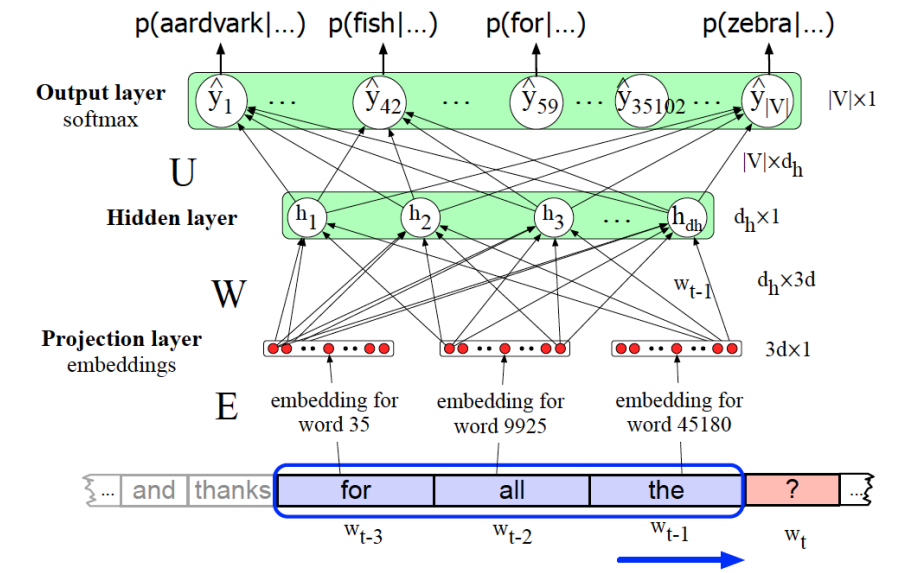 p(aardvark|...) p(fish|...) p(for|...) p(zebra|...)
Output layer
softmax
ŷ1 ... ŷ42 ... ŷ59 ... ŷ35102 ... ŷ|V|
|V|×1
U
|V|×dh
Hidden layer
h1 h2 h3 ... hdh
dh×1
W
wt-1
dh×3d
Projection layer
embeddings
3d×1
E
embedding for
word 35
embedding for
word 9925
embedding for
word 45180
... and thanks for all the ? ...
wt-3 wt-2 wt-1 wt